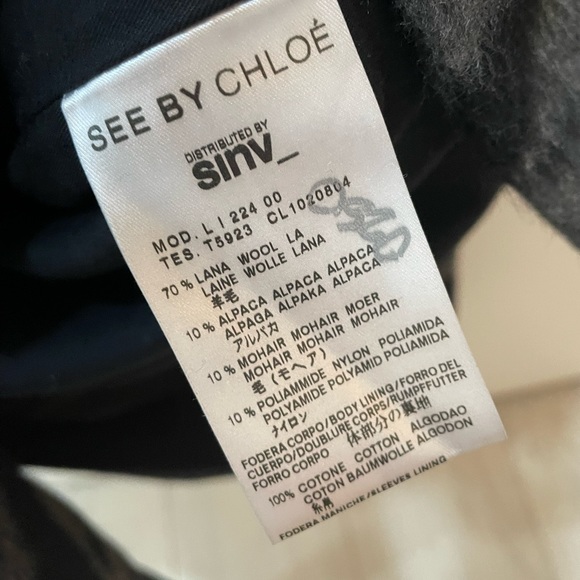 SEE BY CHLOÉ
DISTRIBUTED BY
sinv_
MOD. L I 224 00
TES. T5923 CL1020804
70% LANA WOOL LA
LAINE WOLLE LANA
羊毛
10% ALPACA ALPACA ALPACA
ALPAGA ALPAKA ALPACA
アルパカ
10% MOHAIR MOHAIR MOER
MOHAIR MOHAIR MOHAIR
毛(モヘア)
10% POLIAMMIDE NYLON POLIAMIDA
POLYAMIDE POLYAMID POLIAMIDE
ナイロン
FODERA CORPO/BODY LINING/FORRO DEL
CUERPO/DOUBLURE CORPS/RUMPFFUTTER
FORRO CORPO 体部分の裏地
100% COTONE COTTON ALGODAO
COTON BAUMWOLLE ALGODON
FODERA MANICHE/SLEEVES LINING